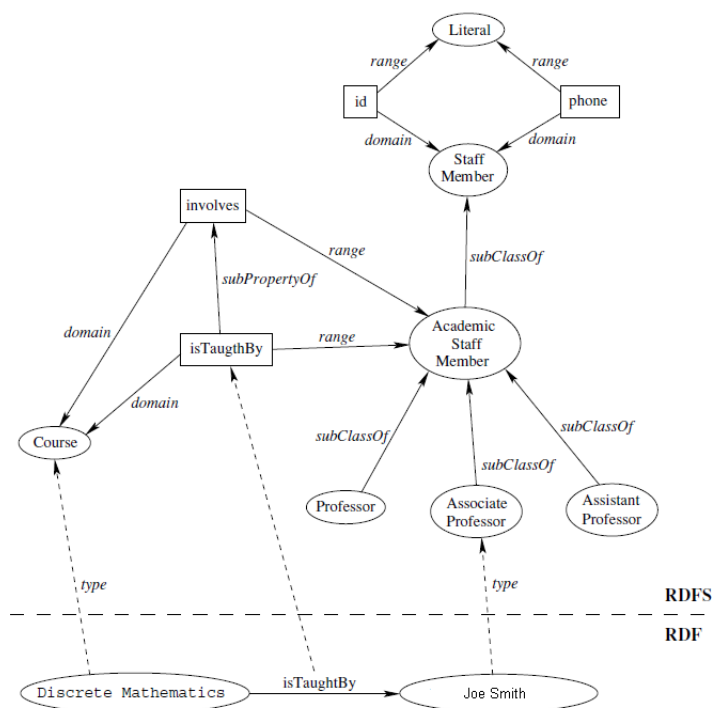 Literal
range
range
id
phone
domain
domain
Staff
Member
involves
range
subClassOf
subPropertyOf
domain
Academic
Staff
Member
isTaugthBy
range
domain
Course
subClassOf
subClassOf
subClassOf
Professor
Associate
Professor
Assistant
Professor
type
type
RDFS
RDF
Discrete Mathematics
isTaughtBy
Joe Smith